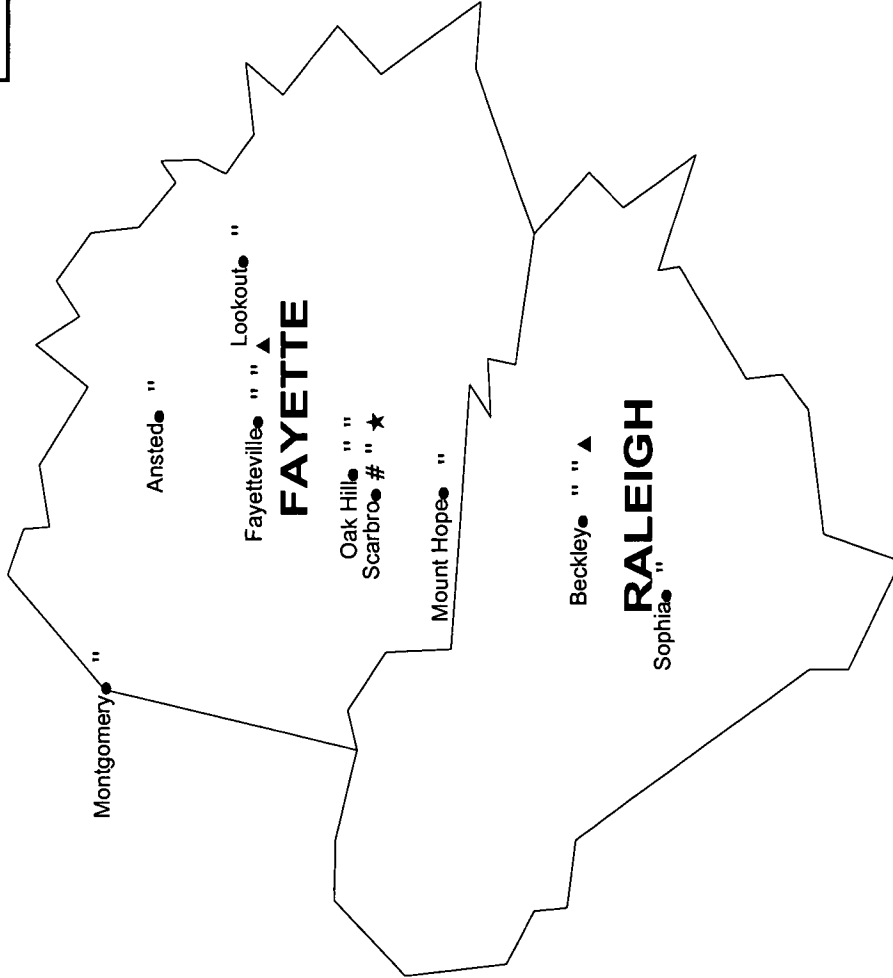 Montgomery "
Ansted "
Lookout "
Fayetteville " " ▲
FAYETTE
Oak Hill " "
Scarbro # " ★
Mount Hope "
Beckley " " ▲
RALEIGH
Sophia "